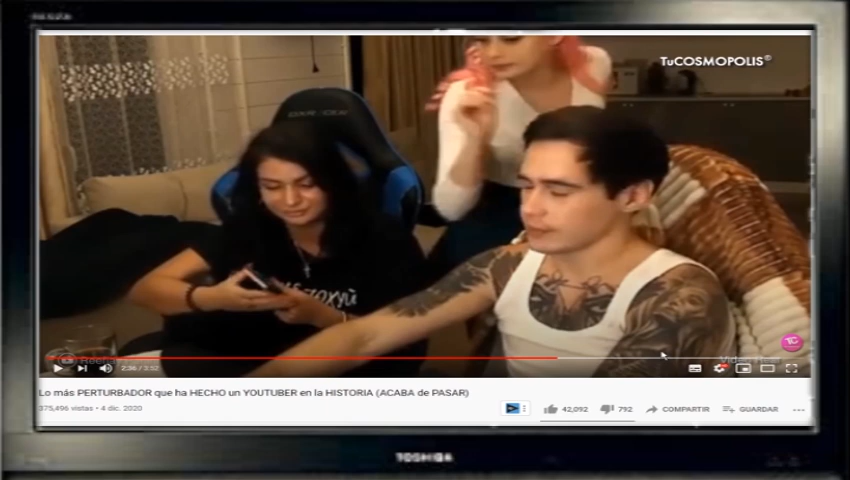 TuCOSMOPOLIS®
TC
2:36 / 3:52
Lo más PERTURBADOR que ha HECHO un YOUTUBER en la HISTORIA (ACABA de PASAR)
375,496 vistas • 4 dic. 2020
42,092
792
COMPARTIR
GUARDAR
TOSHIBA